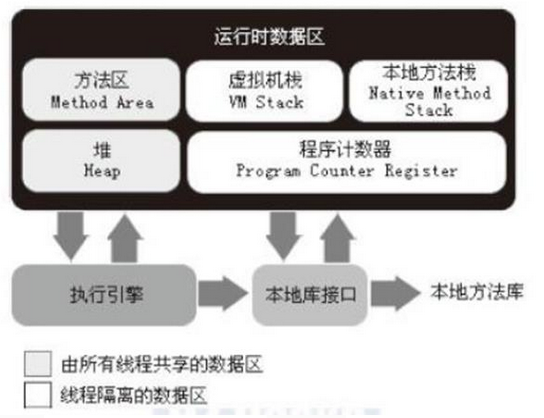 运行时数据区
方法区
Method Area
虚拟机栈
VM Stack
本地方法栈
Native Method
Stack
堆
Heap
程序计数器
Program Counter Register
执行引擎
本地库接口
本地方法库
由所有线程共享的数据区
线程隔离的数据区